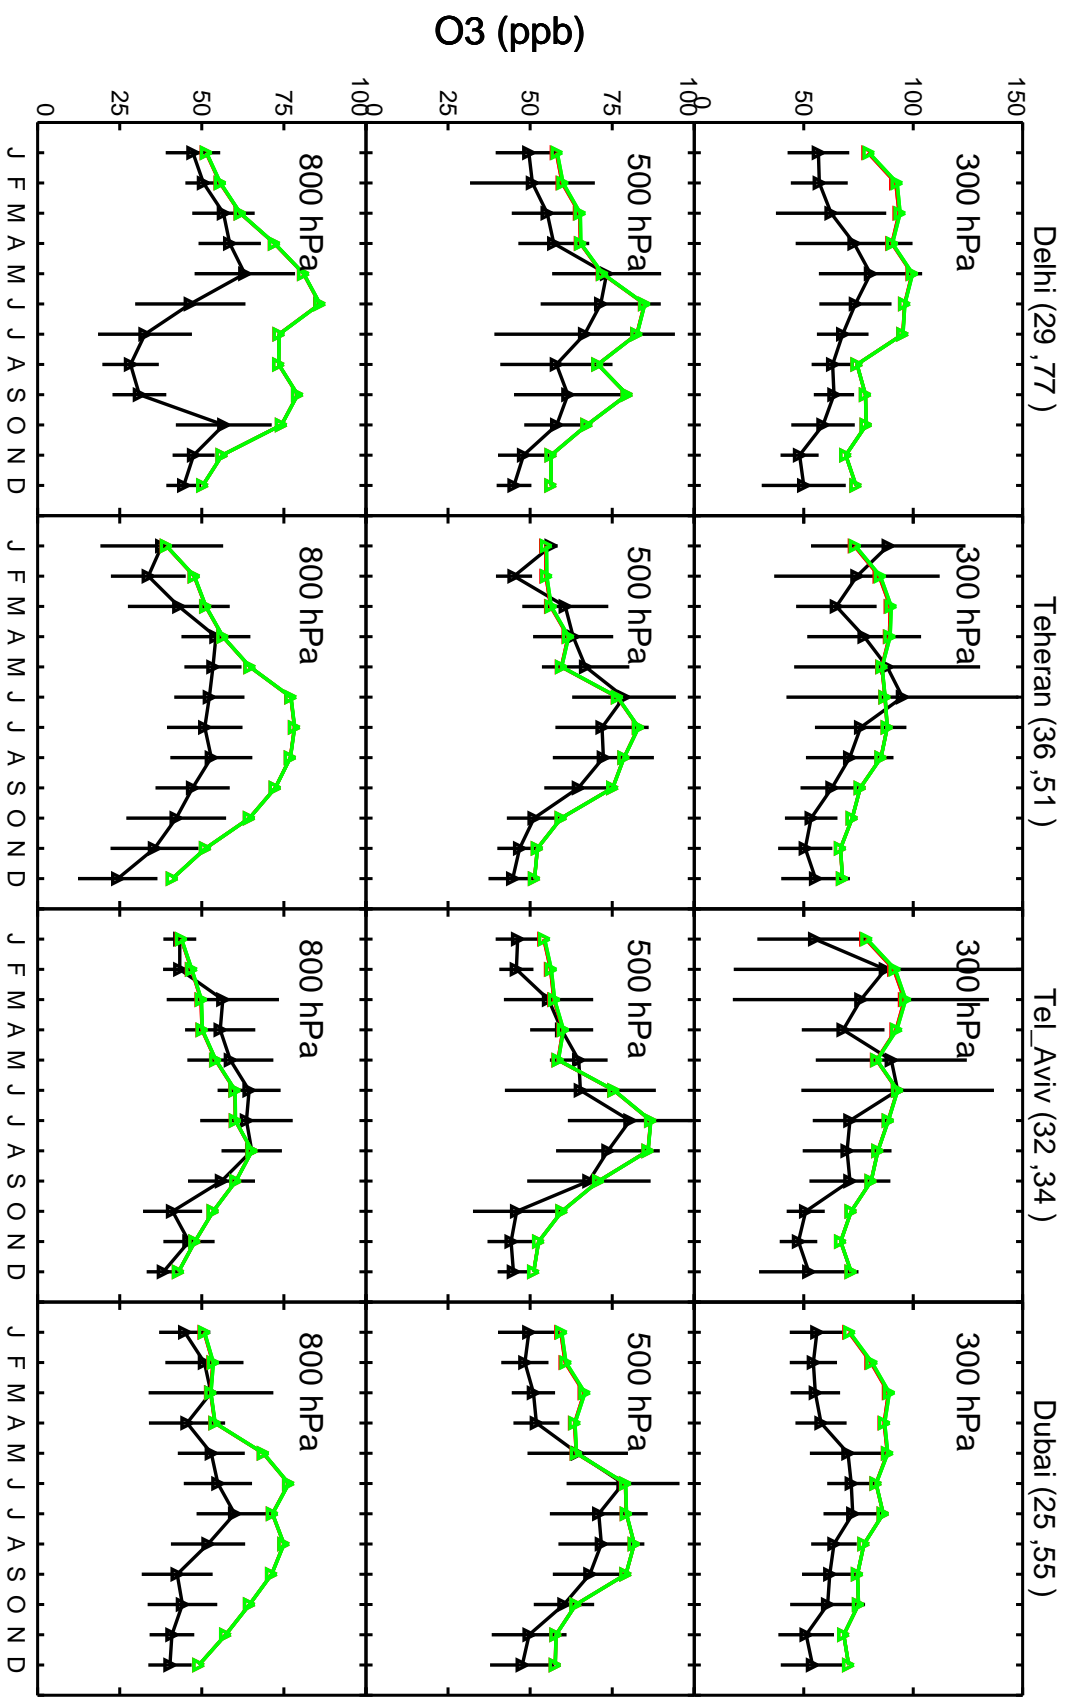 O3 (ppb)
Delhi (29 ,77 )
Teheran (36 ,51 )
Tel_Aviv (32 ,34 )
Dubai (25 ,55 )
150
100
50
0
300 hPa
300 hPa
300 hPa
300 hPa
100
75
50
25
0
500 hPa
500 hPa
500 hPa
500 hPa
100
75
50
25
0
800 hPa
800 hPa
800 hPa
800 hPa
J F M A M J J A S O N D
J F M A M J J A S O N D
J F M A M J J A S O N D
J F M A M J J A S O N D